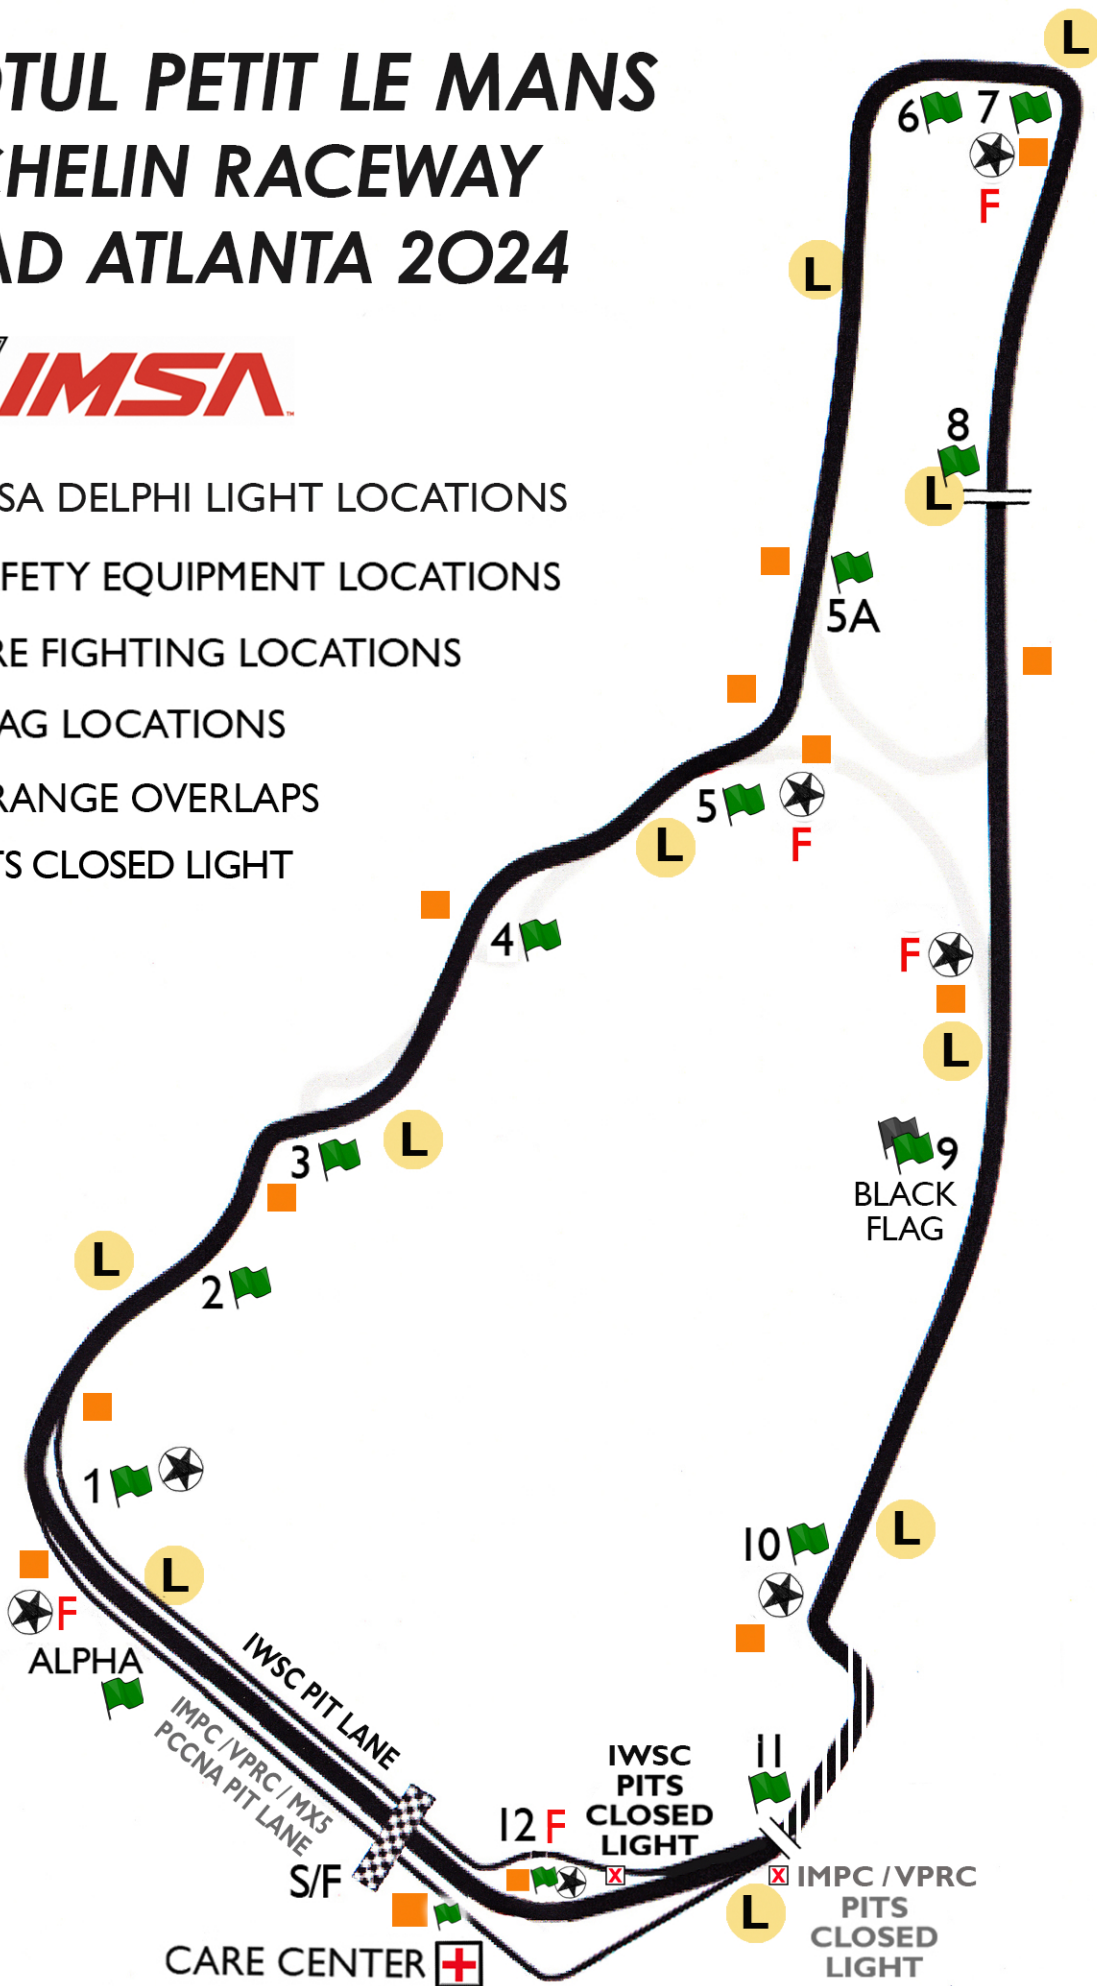 OTUL PETIT LE MANS
CHELIN RACEWAY
AD ATLANTA 2024
IMSA
SA DELPHI LIGHT LOCATIONS
FETY EQUIPMENT LOCATIONS
RE FIGHTING LOCATIONS
AG LOCATIONS
RANGE OVERLAPS
TS CLOSED LIGHT
L
6
7
F
L
8
L
5A
5
F
L
4
F
L
3
L
9
BLACK
FLAG
L
2
1
L
10
L
F
ALPHA
IWSC PIT LANE
IMPC / VPRC / MX5
PCCNA PIT LANE
S/F
12 F
IWSC
PITS
CLOSED
LIGHT
11
X
X
IMPC / VPRC
PITS
CLOSED
LIGHT
L
CARE CENTER